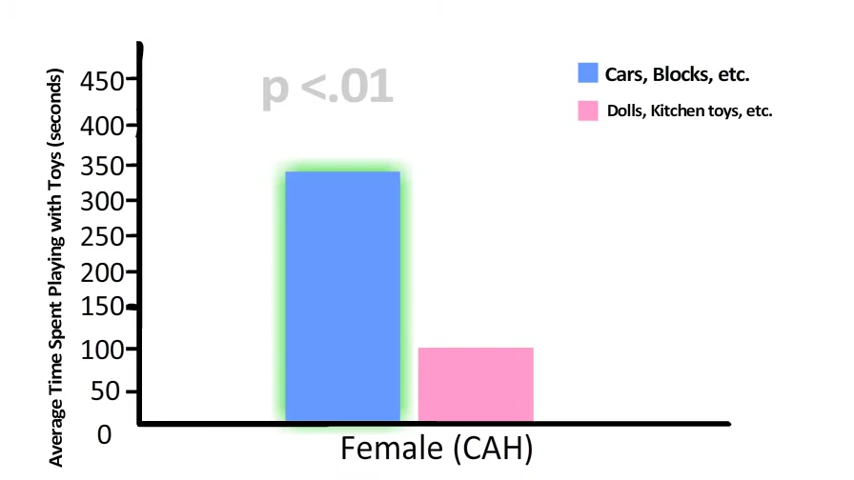 p <.01
Cars, Blocks, etc.
Dolls, Kitchen toys, etc.
Average Time Spent Playing with Toys (seconds)
450
400
350
300
250
200
150
100
50
0
Female (CAH)